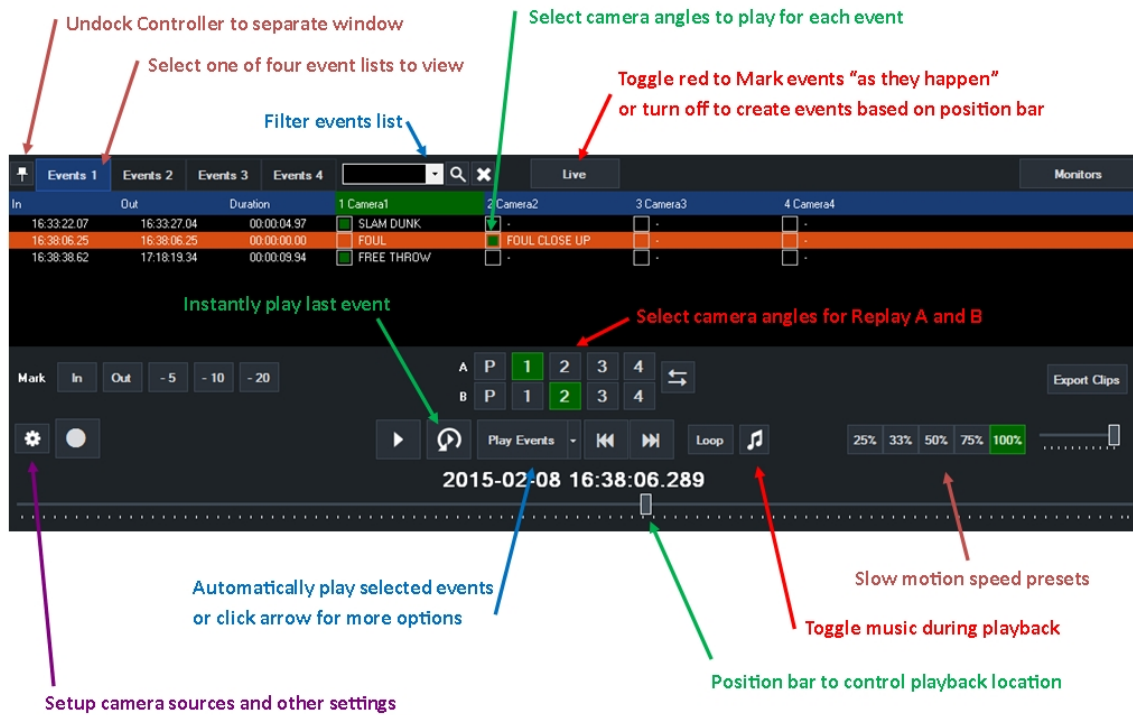 Undock Controller to separate window
Select camera angles to play for each event
Select one of four event lists to view
Toggle red to Mark events “as they happen”
or turn off to create events based on position bar
Filter events list
Events 1 Events 2 Events 3 Events 4 Live Monitors
In Out Duration 1 Camera1 2 Camera2 3 Camera3 4 Camera4
16:33:22.07 16:33:27.04 00:00:04.97 SLAM DUNK - - -
16:38:06.25 16:38:06.25 00:00:00.00 FOUL FOUL CLOSE UP - -
16:38:38.62 17:18:19.34 00:00:09.94 FREE THROW - - -
Instantly play last event
Select camera angles for Replay A and B
A P 1 2 3 4
Mark In Out - 5 - 10 - 20 Export Clips
B P 1 2 3 4
Play Events Loop 25% 33% 50% 75% 100%
2015-02-08 16:38:06.289
Automatically play selected events
or click arrow for more options
Slow motion speed presets
Toggle music during playback
Position bar to control playback location
Setup camera sources and other settings